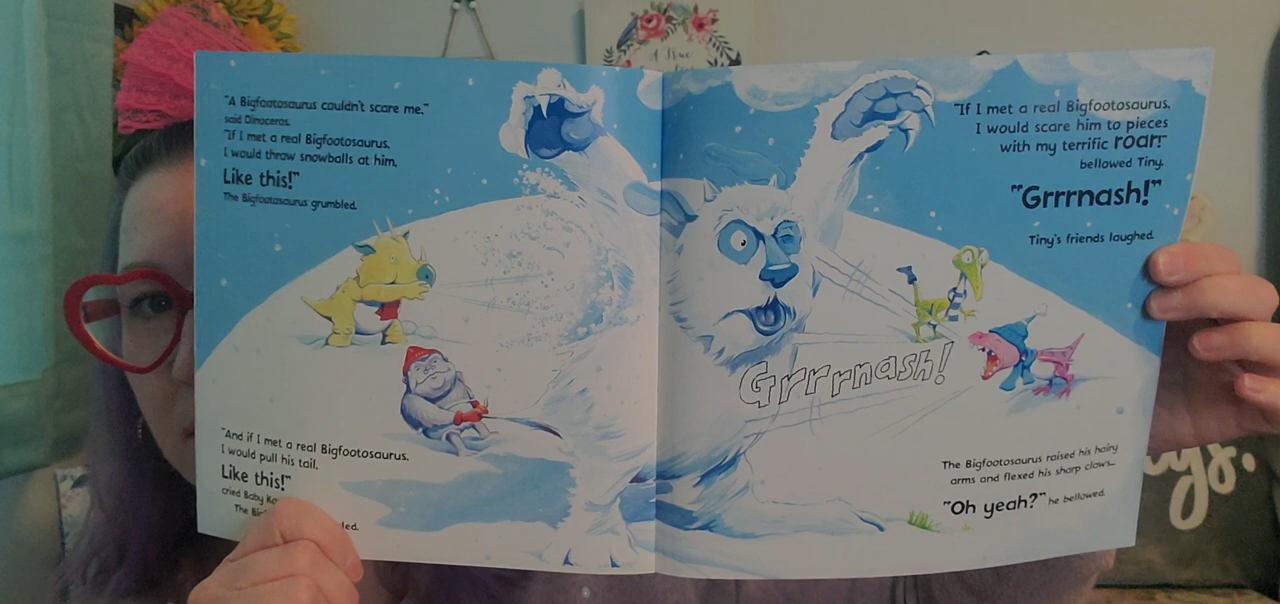 "A Bigfootosaurus couldn't scare me."
said Dinoceros.
"If I met a real Bigfootosaurus,
I would throw snowballs at him,
Like this!"
The Bigfootosaurus grumbled.
"And if I met a real Bigfootosaurus,
I would pull his tail,
Like this!"
cried Baby
The
"If I met a real Bigfootosaurus,
I would scare him to pieces
with my terrific roar!"
bellowed Tiny.
"Grrrnash!"
Tiny's friends laughed.
Grrrnash!
The Bigfootosaurus raised his hairy
arms and flexed his sharp claws...
"Oh yeah?" he bellowed.